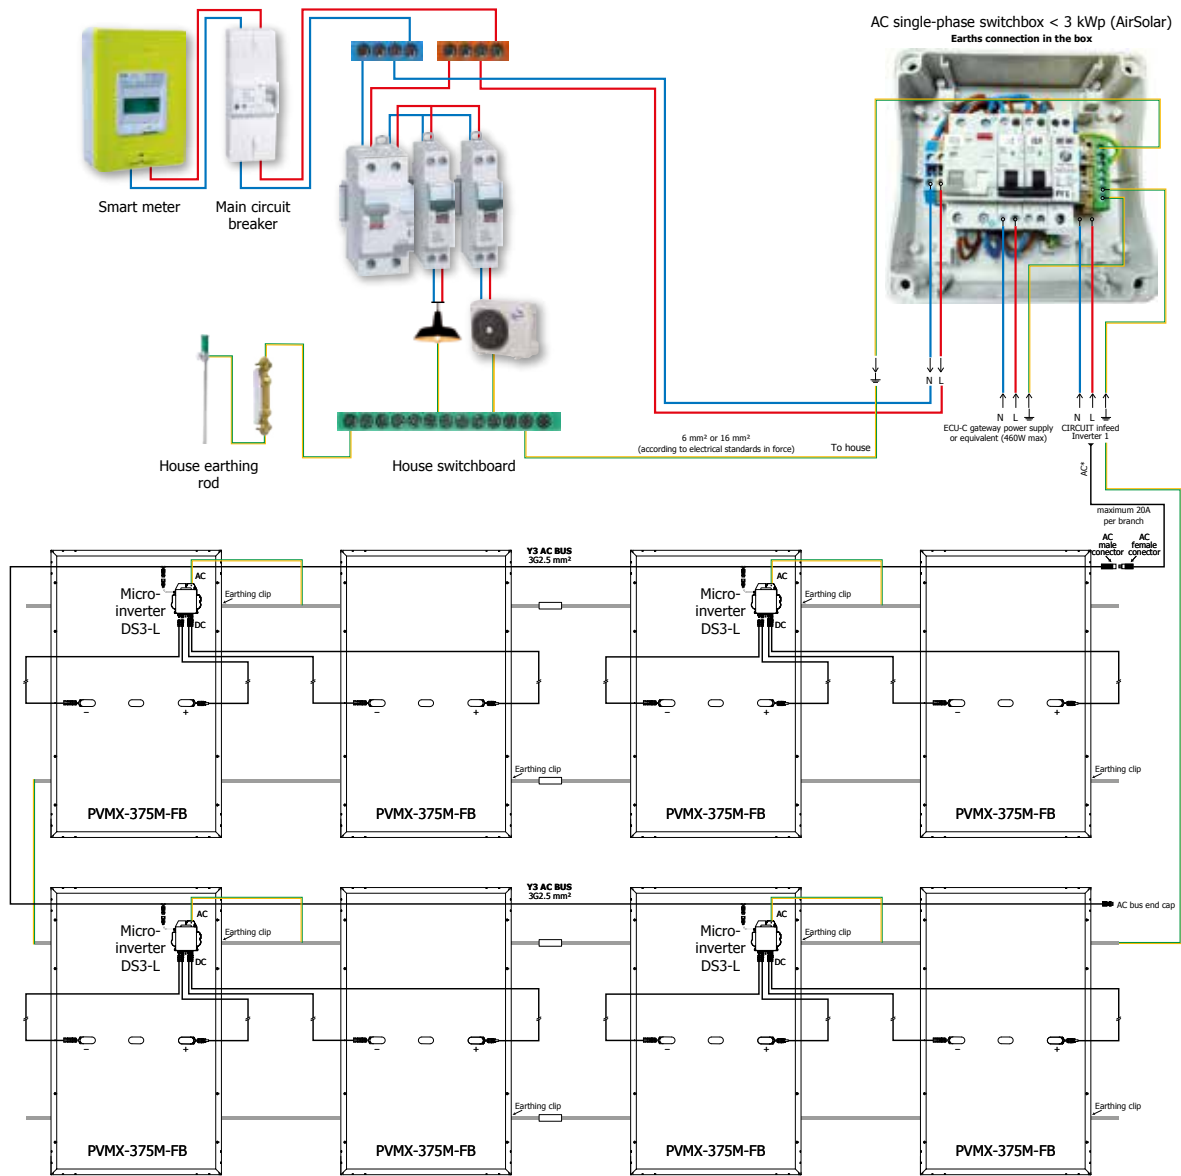 AC single-phase switchbox < 3 kWp (AirSolar)
Earths connection in the box
Smart meter
Main circuit
breaker
N L
N L
ECU-C gateway power supply
or equivalent (460W max)
N L
CIRCUIT infeed
Inverter 1
6 mm² or 16 mm²
(according to electrical standards in force)
To house
House earthing
rod
House switchboard
AC*
maximum 20A
per branch
AC
male
conector
AC
female
conector
Y3 AC BUS
3G2.5 mm²
AC
Micro-
inverter
DS3-L
DC
Earthing clip
AC
Micro-
inverter
DS3-L
DC
Earthing clip
− +
− +
− +
− +
Earthing clip
Earthing clip
PVMX-375M-FB
PVMX-375M-FB
PVMX-375M-FB
PVMX-375M-FB
Y3 AC BUS
3G2.5 mm²
AC bus end cap
AC
Micro-
inverter
DS3-L
DC
Earthing clip
AC
Micro-
inverter
DS3-L
DC
Earthing clip
− +
− +
− +
− +
Earthing clip
Earthing clip
PVMX-375M-FB
PVMX-375M-FB
PVMX-375M-FB
PVMX-375M-FB